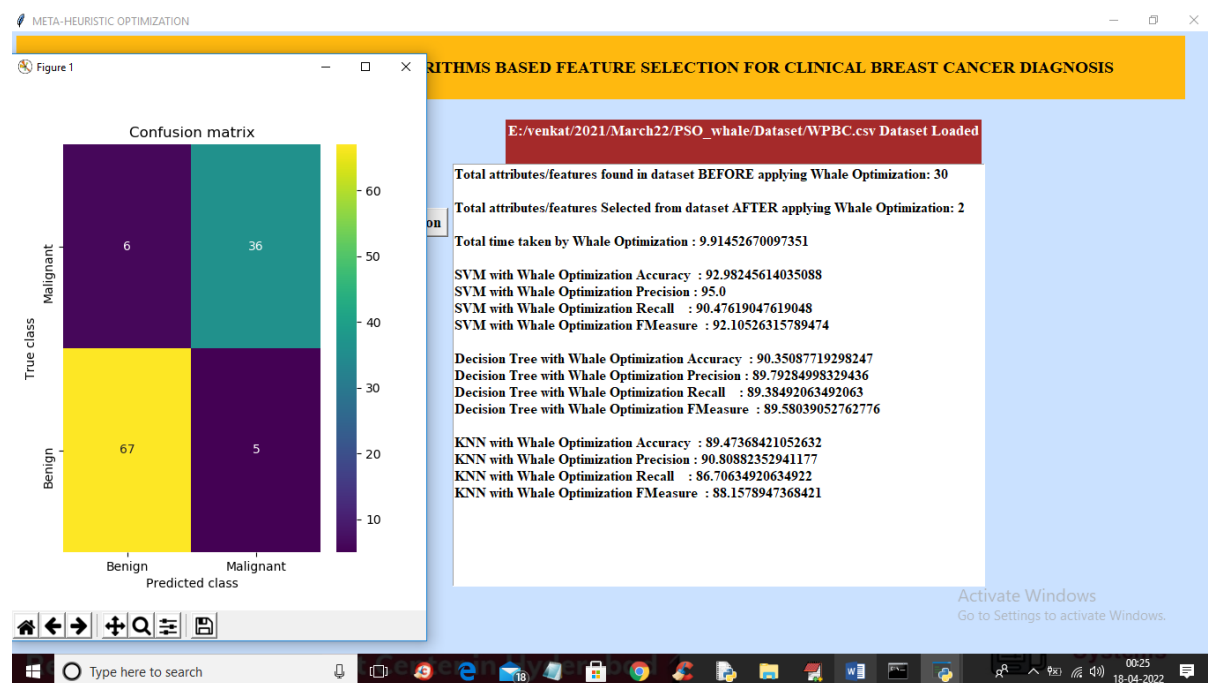 META-HEURISTIC OPTIMIZATION
RITHMS BASED FEATURE SELECTION FOR CLINICAL BREAST CANCER DIAGNOSIS
Figure 1
Confusion matrix
True class
Malignant
Benign
6
36
67
5
Benign
Malignant
Predicted class
60
50
40
30
20
10
E:/venkat/2021/March22/PSO_whale/Dataset/WPBC.csv Dataset Loaded
on
Total attributes/features found in dataset BEFORE applying Whale Optimization: 30
Total attributes/features Selected from dataset AFTER applying Whale Optimization: 2
Total time taken by Whale Optimization : 9.91452670097351
SVM with Whale Optimization Accuracy : 92.98245614035088
SVM with Whale Optimization Precision : 95.0
SVM with Whale Optimization Recall : 90.47619047619048
SVM with Whale Optimization FMeasure : 92.10526315789474
Decision Tree with Whale Optimization Accuracy : 90.35087719298247
Decision Tree with Whale Optimization Precision : 89.79284998329436
Decision Tree with Whale Optimization Recall : 89.38492063492063
Decision Tree with Whale Optimization FMeasure : 89.58039052762776
KNN with Whale Optimization Accuracy : 89.47368421052632
KNN with Whale Optimization Precision : 90.80882352941177
KNN with Whale Optimization Recall : 86.70634920634922
KNN with Whale Optimization FMeasure : 88.1578947368421
Activate Windows
Go to Settings to activate Windows.
Type here to search
18
00:25
18-04-2022